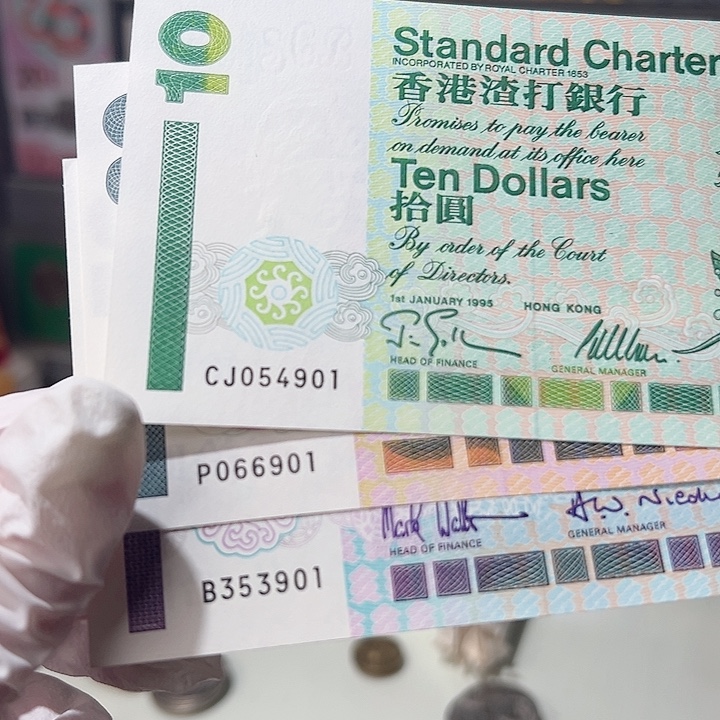 10
Standard Charter
INCORPORATED BY ROYAL CHARTER 1853
香港渣打銀行
Promises to pay the bearer
on demand at its office here
Ten Dollars
拾圓
By order of the Court
of Directors.
1st JANUARY 1995 HONG KONG
HEAD OF FINANCE GENERAL MANAGER
CJ054901
P066901
HEAD OF FINANCE GENERAL MANAGER
B353901